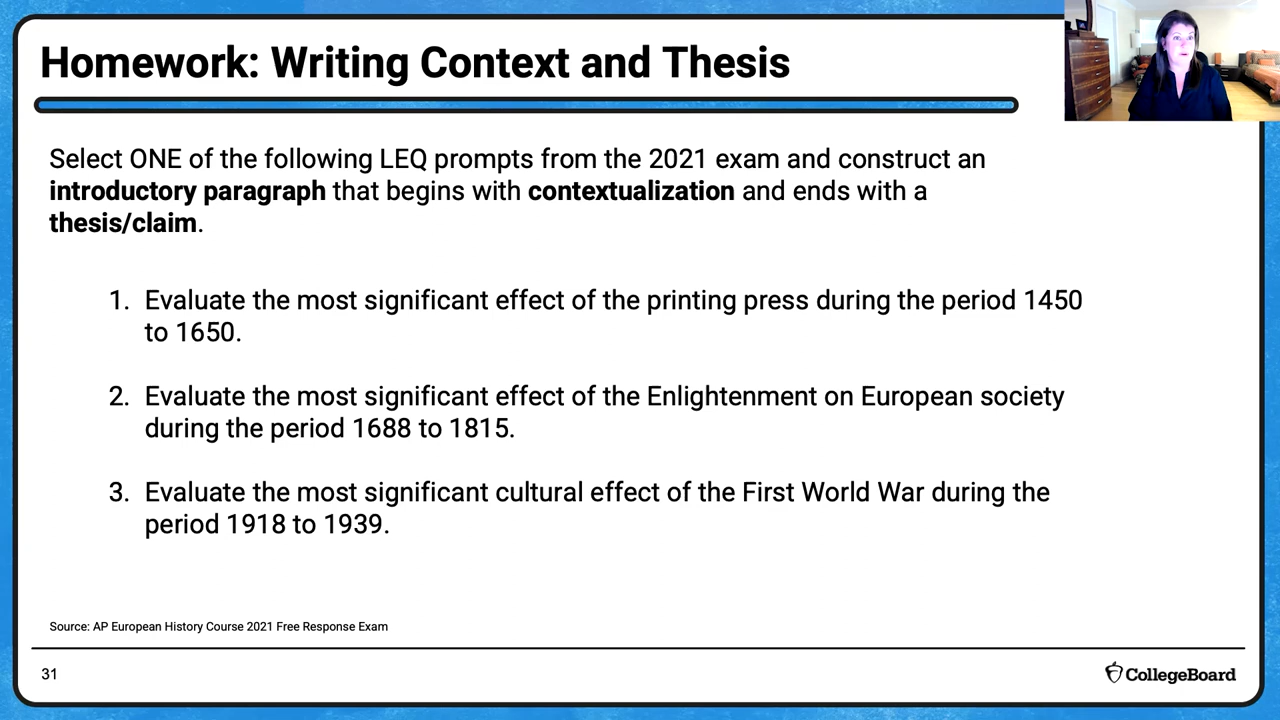 Homework: Writing Context and Thesis
Select ONE of the following LEQ prompts from the 2021 exam and construct an
introductory paragraph that begins with contextualization and ends with a
thesis/claim.
1. Evaluate the most significant effect of the printing press during the period 1450
to 1650.
2. Evaluate the most significant effect of the Enlightenment on European society
during the period 1688 to 1815.
3. Evaluate the most significant cultural effect of the First World War during the
period 1918 to 1939.
Source: AP European History Course 2021 Free Response Exam
31
CollegeBoard